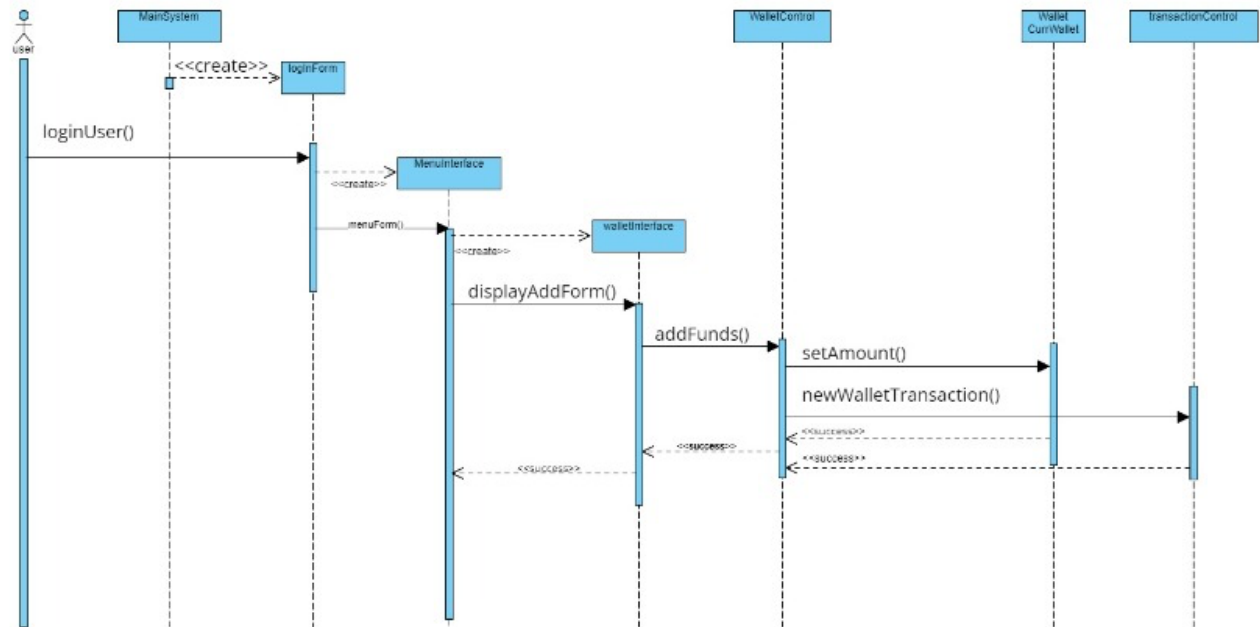 MainSystem
WalletControl
Wallet
CurrWallet
transactionControl
user
<<create>>
loginForm
loginUser()
MenuInterface
<<create>>
menuForm()
walletInterface
<<create>>
displayAddForm()
addFunds()
setAmount()
newWalletTransaction()
<<success>>
<<success>>
<<success>>
<<success>>